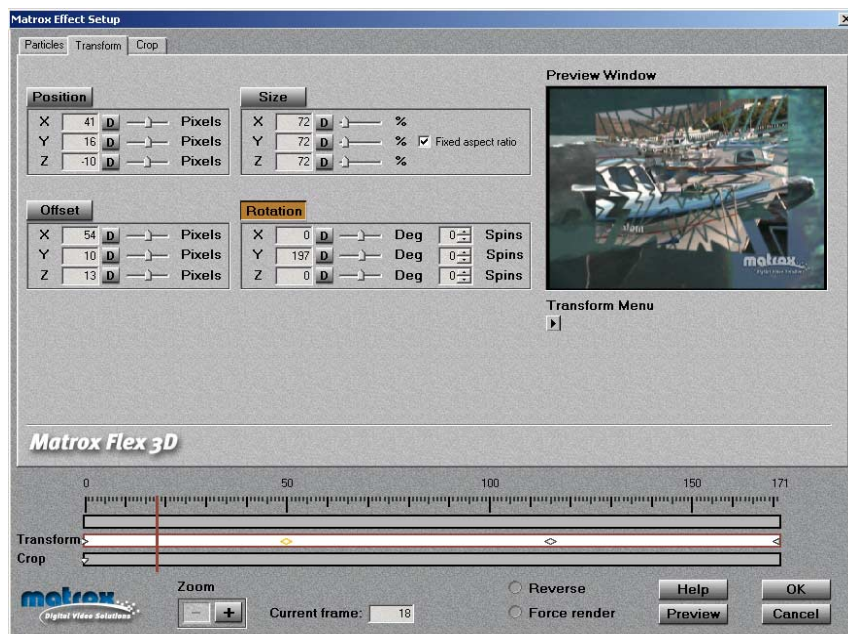 Matrox Effect Setup
Particles Transform Crop
Preview Window
Position
X 41 D Pixels
Y 16 D Pixels
Z -10 D Pixels
Size
X 72 D %
Y 72 D % Fixed aspect ratio
Z 72 D %
Offset
X 54 D Pixels
Y 10 D Pixels
Z 13 D Pixels
Rotation
X 0 D Deg 0 Spins
Y 197 D Deg 0 Spins
Z 0 D Deg 0 Spins
matrox
Digital Video Solutions
Transform Menu
Matrox Flex 3D
0 50 100 150 171
Transform
Crop
matrox
Digital Video Solutions
Zoom
- +
Current frame: 18
Reverse
Force render
Help
OK
Preview
Cancel